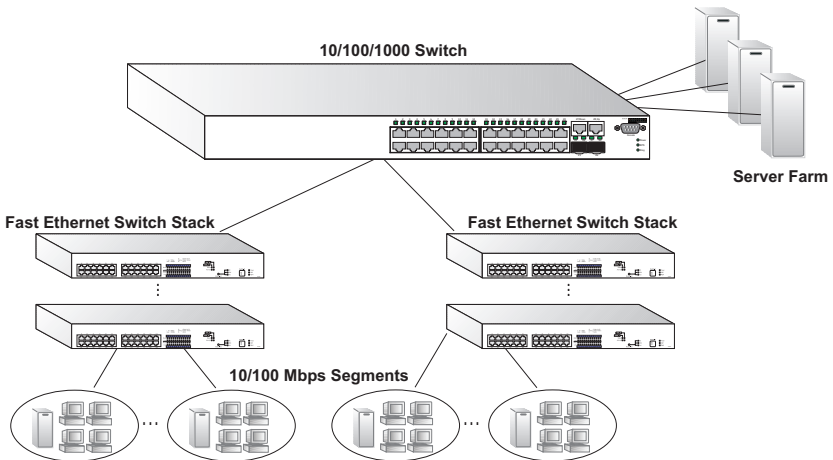 10/100/1000 Switch
Server Farm
Fast Ethernet Switch Stack
Fast Ethernet Switch Stack
10/100 Mbps Segments